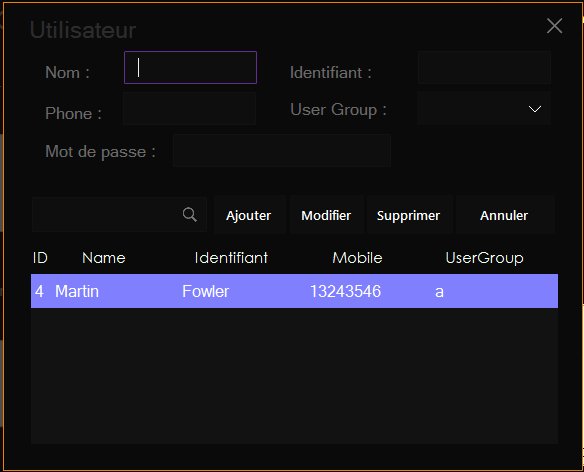 Utilisateur
Nom : Identifiant :
Phone : User Group :
Mot de passe :
Ajouter Modifier Supprimer Annuler
ID Name Identifiant Mobile UserGroup
4 Martin Fowler 13243546 a